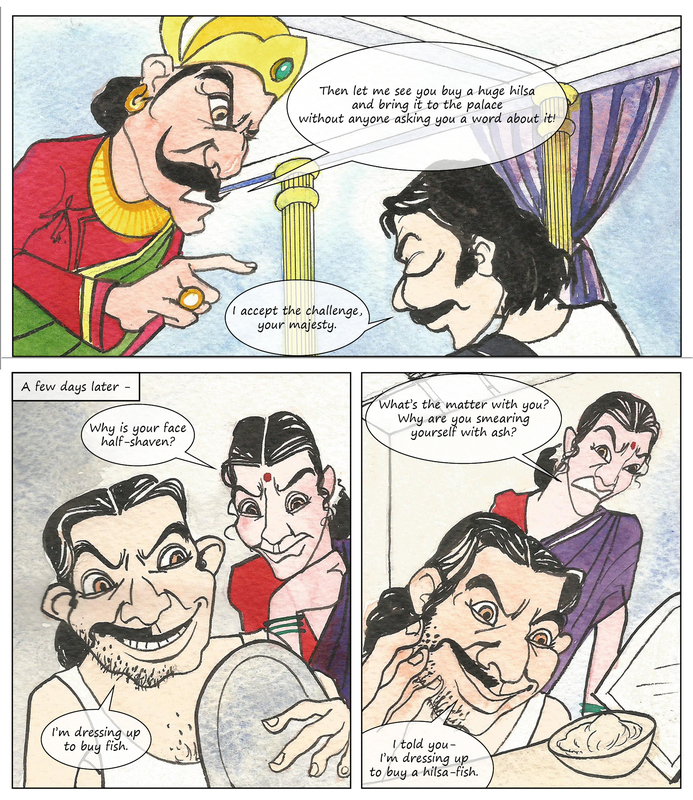 Then let me see you buy a huge hilsa
and bring it to the palace
without anyone asking you a word about it!
I accept the challenge,
your majesty.
A few days later -
Why is your face
half-shaven?
I'm dressing up
to buy fish.
What's the matter with you?
Why are you smearing
yourself with ash?
I told you-
I'm dressing up
to buy a hilsa-fish.